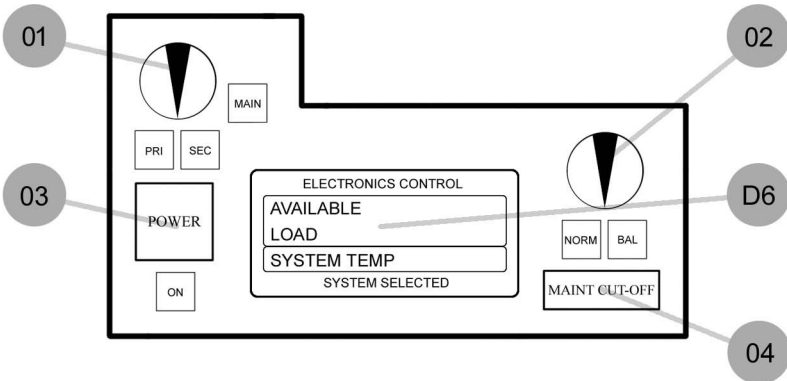 01
02
MAIN
PRI SEC
03
POWER
ON
ELECTRONICS CONTROL
AVAILABLE
LOAD
SYSTEM TEMP
SYSTEM SELECTED
D6
NORM BAL
MAINT CUT-OFF
04